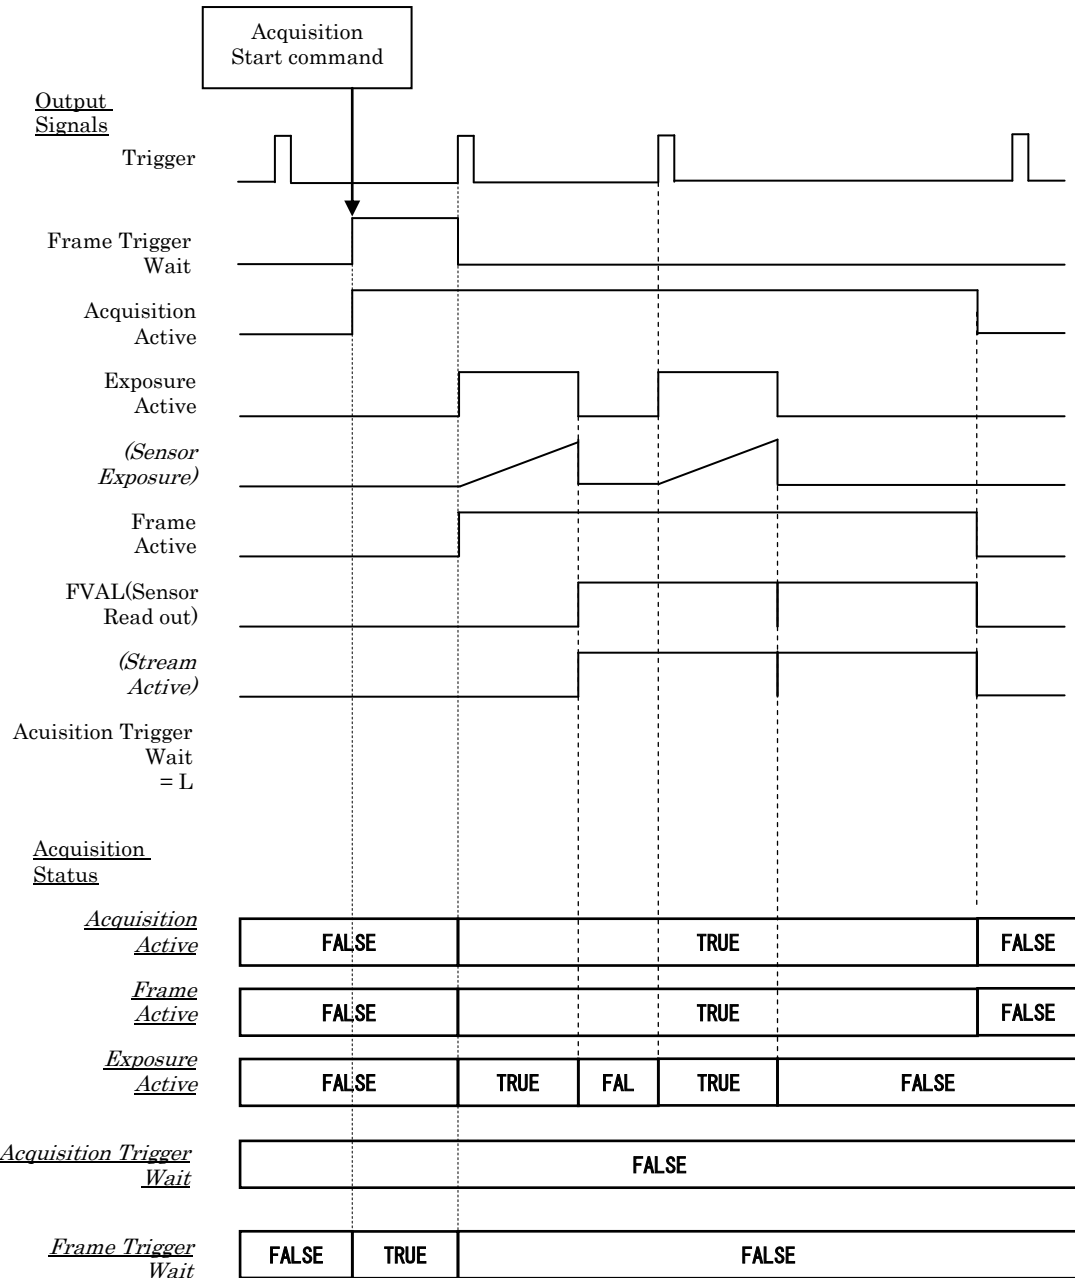 Acquisition
Start command
Output
Signals
Trigger
Frame Trigger
Wait
Acquisition
Active
Exposure
Active
(Sensor
Exposure)
Frame
Active
FVAL(Sensor
Read out)
(Stream
Active)
Acuisition Trigger
Wait
= L
Acquisition
Status
Acquisition
Active
FALSE TRUE FALSE
Frame
Active
FALSE TRUE FALSE
Exposure
Active
FALSE TRUE FAL TRUE FALSE
Acquisition Trigger
Wait
FALSE
Frame Trigger
Wait
FALSE TRUE FALSE